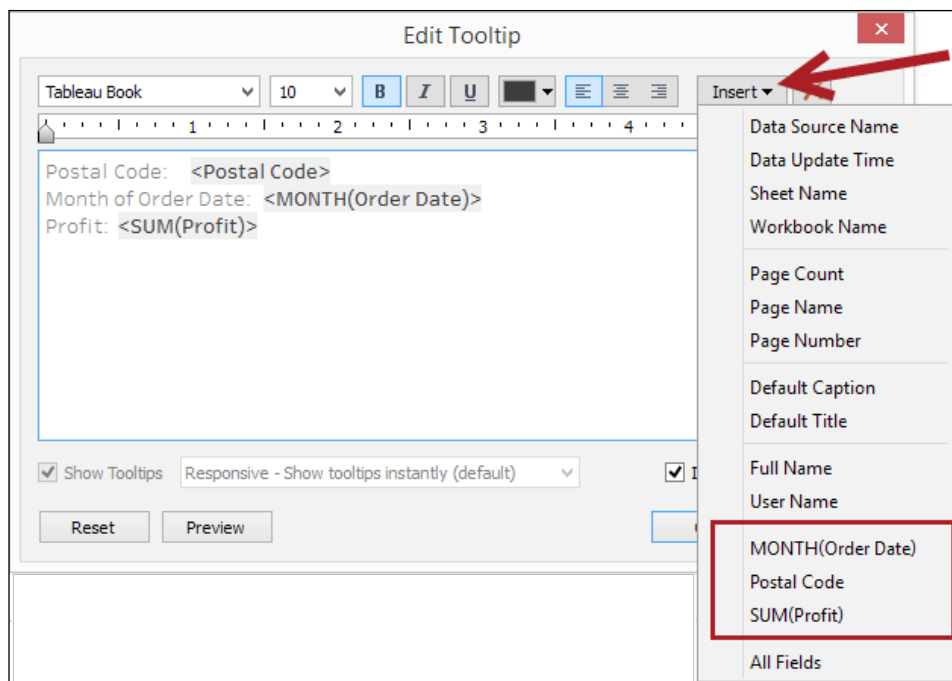 Edit Tooltip
Tableau Book 10 B I U Insert
1 2 3 4
Postal Code: <Postal Code>
Month of Order Date: <MONTH(Order Date)>
Profit: <SUM(Profit)>
Show Tooltips Responsive - Show tooltips instantly (default)
Reset Preview
Data Source Name
Data Update Time
Sheet Name
Workbook Name
Page Count
Page Name
Page Number
Default Caption
Default Title
Full Name
User Name
MONTH(Order Date)
Postal Code
SUM(Profit)
All Fields